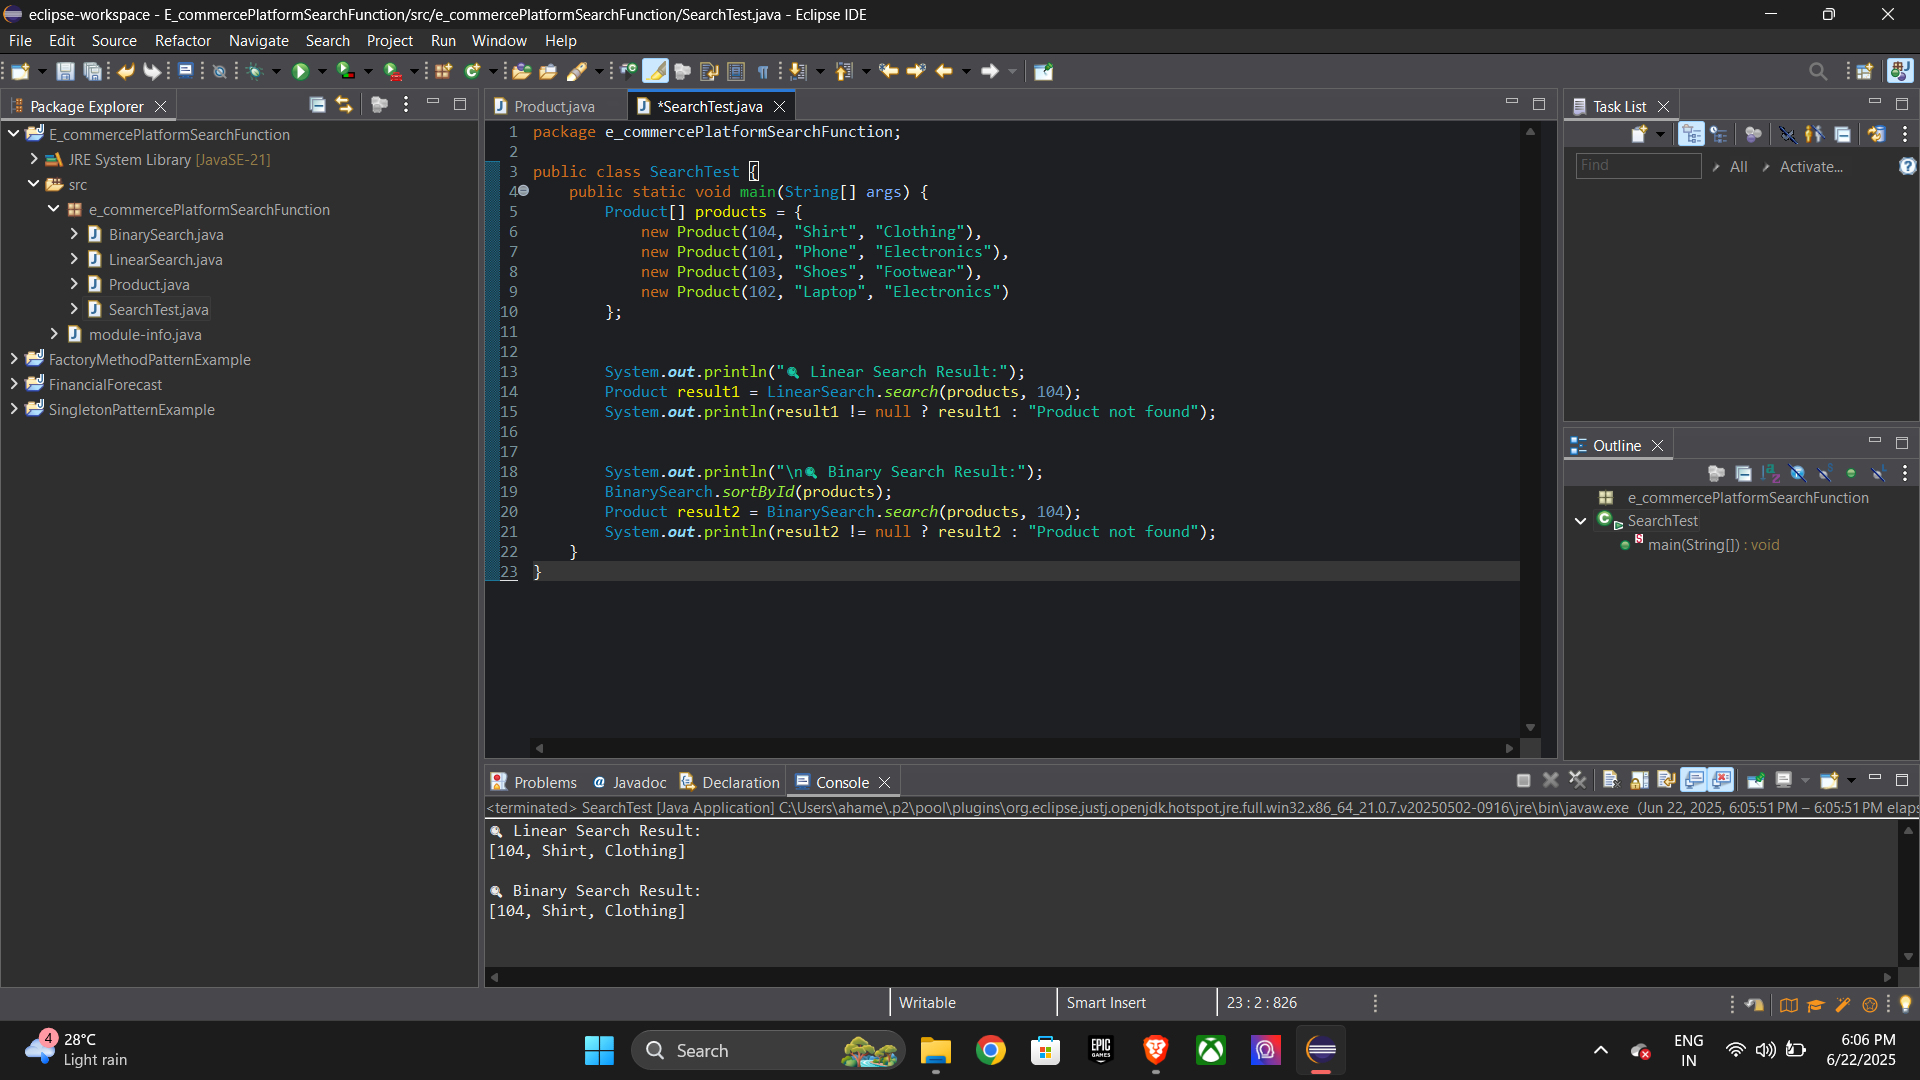 eclipse-workspace - E_commercePlatformSearchFunction/src/e_commercePlatformSearchFunction/SearchTest.java - Eclipse IDE
File Edit Source Refactor Navigate Search Project Run Window Help
Package Explorer
E_commercePlatformSearchFunction
JRE System Library [JavaSE-21]
src
e_commercePlatformSearchFunction
BinarySearch.java
LinearSearch.java
Product.java
SearchTest.java
module-info.java
FactoryMethodPatternExample
FinancialForecast
SingletonPatternExample
Product.java *SearchTest.java
1 package e_commercePlatformSearchFunction;
2
3 public class SearchTest {
4 public static void main(String[] args) {
5 Product[] products = {
6 new Product(104, "Shirt", "Clothing"),
7 new Product(101, "Phone", "Electronics"),
8 new Product(103, "Shoes", "Footwear"),
9 new Product(102, "Laptop", "Electronics")
10 };
11
12
13 System.out.println("🔍 Linear Search Result:");
14 Product result1 = LinearSearch.search(products, 104);
15 System.out.println(result1 != null ? result1 : "Product not found");
16
17
18 System.out.println("\n🔍 Binary Search Result:");
19 BinarySearch.sortById(products);
20 Product result2 = BinarySearch.search(products, 104);
21 System.out.println(result2 != null ? result2 : "Product not found");
22 }
23 }
Task List
Find All Activate...
Outline
e_commercePlatformSearchFunction
SearchTest
main(String[]) : void
Problems Javadoc Declaration Console
<terminated> SearchTest [Java Application] C:\Users\ahame\.p2\pool\plugins\org.eclipse.justj.openjdk.hotspot.jre.full.win32.x86_64_21.0.7.v20250502-0916\jre\bin\javaw.exe (Jun 22, 2025, 6:05:51 PM – 6:05:51 PM elaps
🔍 Linear Search Result:
[104, Shirt, Clothing]
🔍 Binary Search Result:
[104, Shirt, Clothing]
Writable Smart Insert 23 : 2 : 826
4
28°C
Light rain
Search
EPIC GAMES
ENG
IN
6:06 PM
6/22/2025